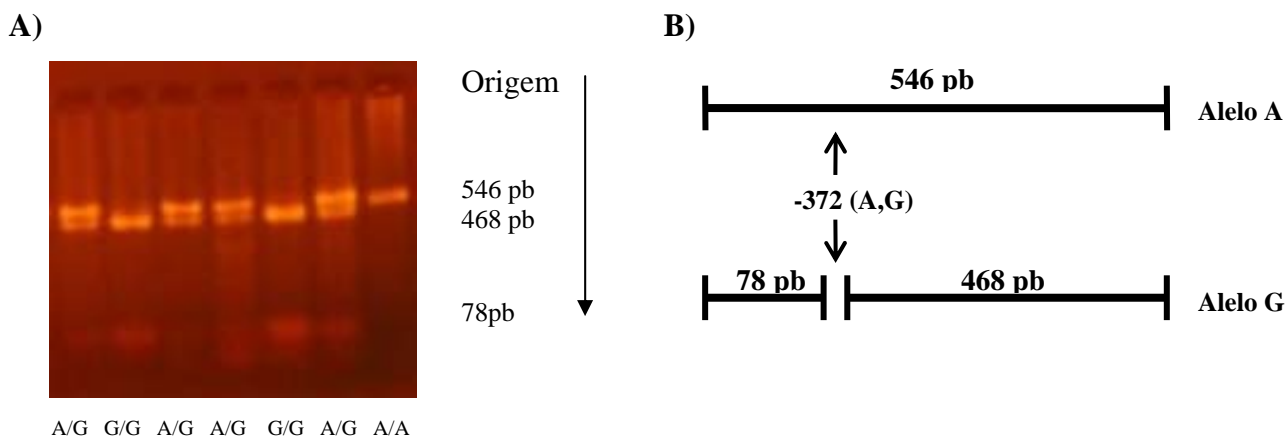 A)
Origem
546 pb
468 pb
78pb
A/G G/G A/G A/G G/G A/G A/A
B)
546 pb
Alelo A
-372 (A,G)
78 pb
468 pb
Alelo G